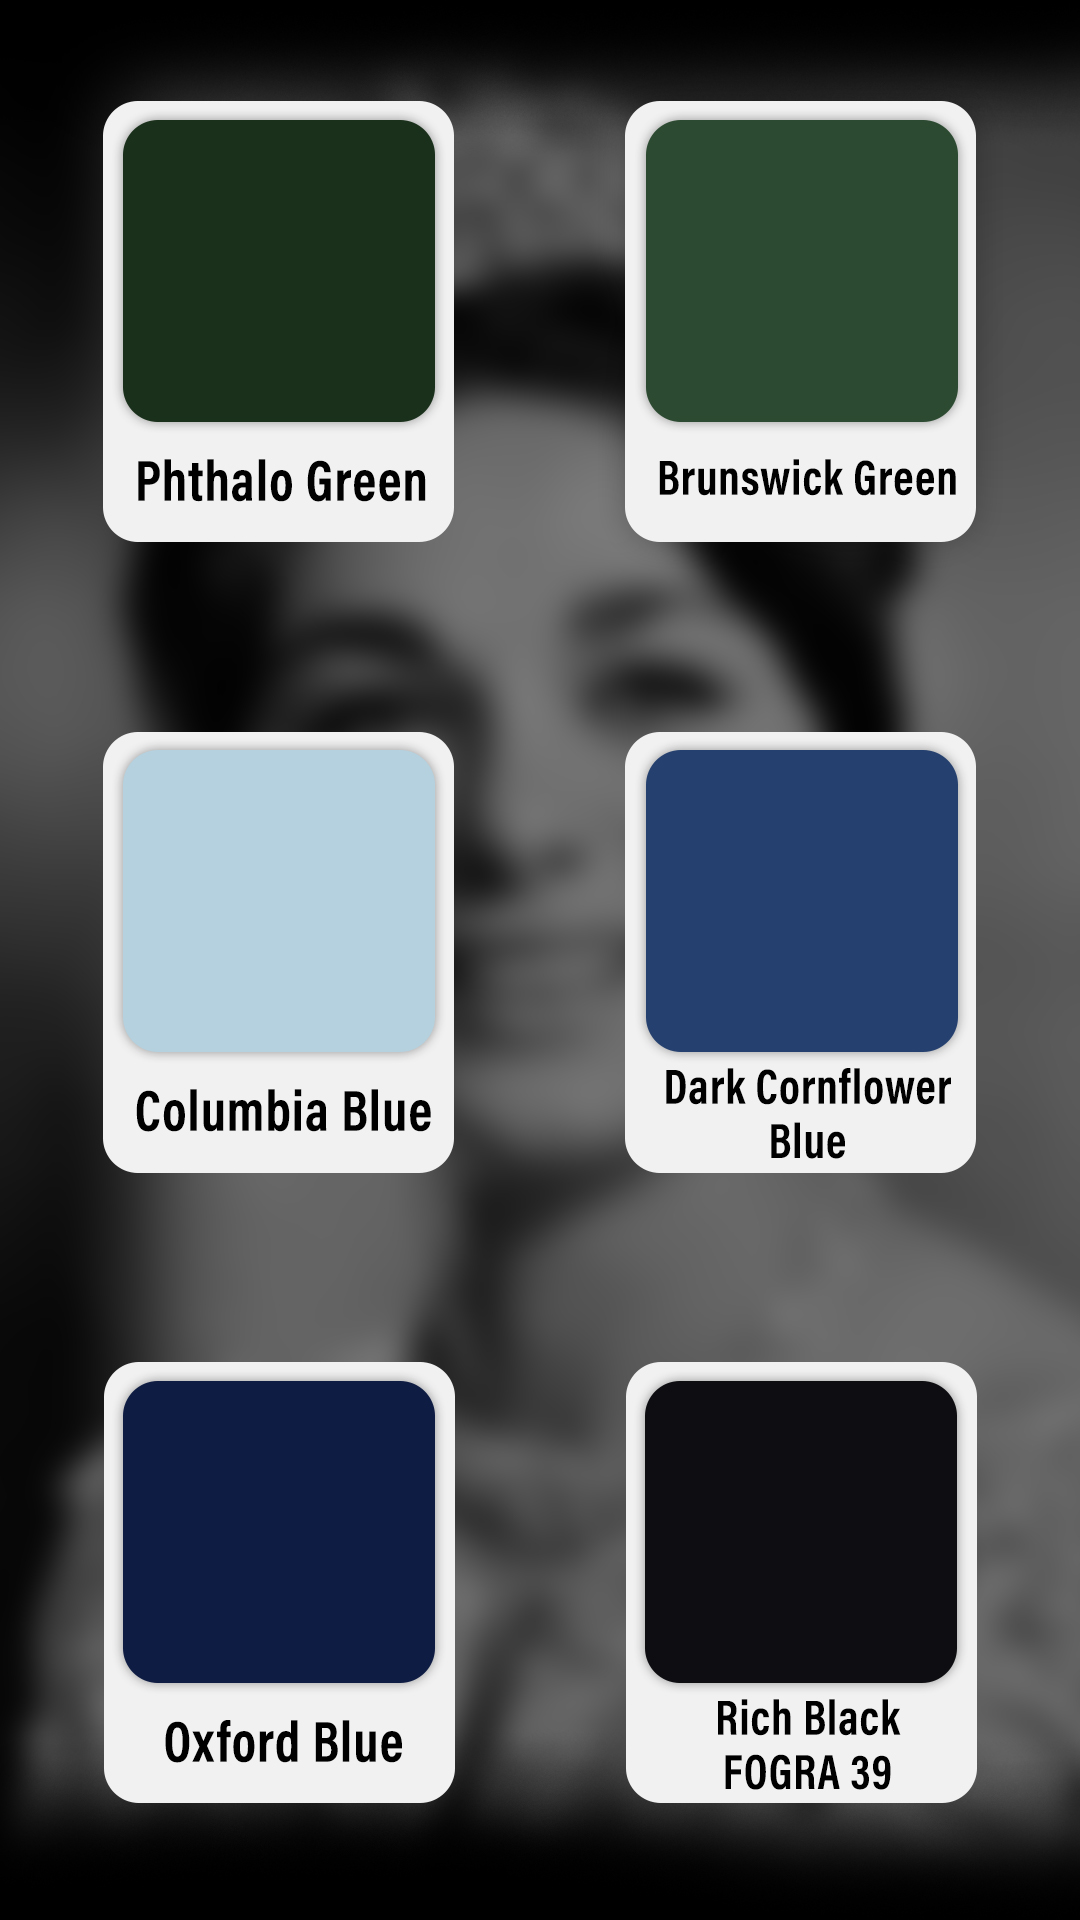 Phthalo Green
Brunswick Green
Columbia Blue
Dark Cornflower
Blue
Oxford Blue
Rich Black
FOGRA 39